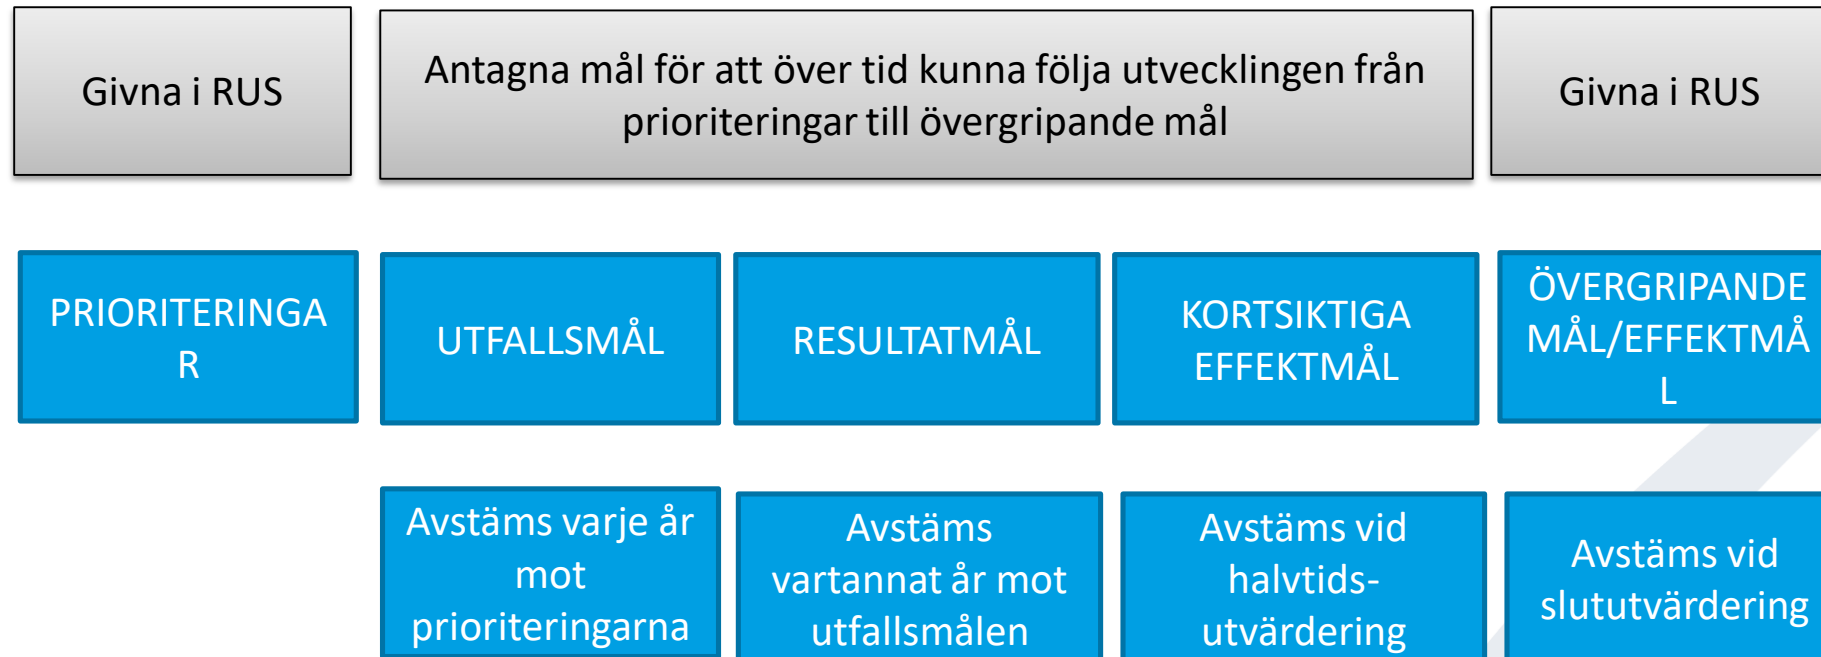 Givna i RUS
Antagna mål för att över tid kunna följa utvecklingen från
prioriteringar till övergripande mål
Givna i RUS
PRIORITERINGA
R
UTFALLSMÅL
RESULTATMÅL
KORTSIKTIGA
EFFEKTMÅL
ÖVERGRIPANDE
MÅL/EFFEKTMÅ
L
Avstäms varje år
mot
prioriteringarna
Avstäms
vartannat år mot
utfallsmålen
Avstäms vid
halvtids-
utvärdering
Avstäms vid
slututvärdering